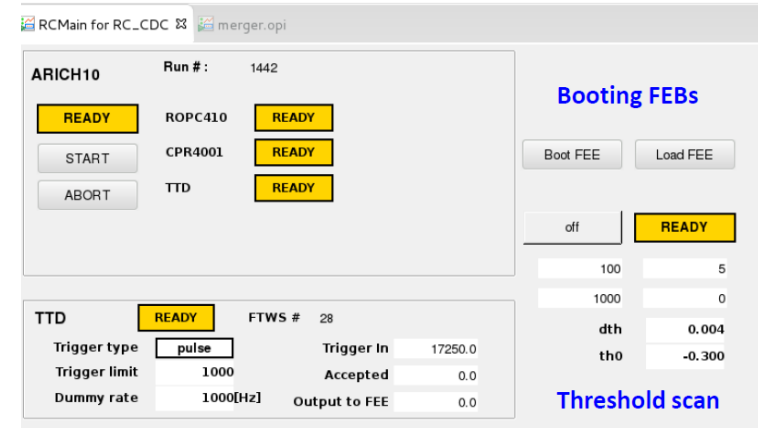 RCMain for RC_CDC
merger.opi
ARICH10
Run # :
1442
READY
ROPC410
READY
START
CPR4001
READY
ABORT
TTD
READY
Booting FEBs
Boot FEE
Load FEE
off
READY
100
5
1000
0
dth
0.004
th0
-0.300
Threshold scan
TTD
READY
FTWS #
28
Trigger type
pulse
Trigger In
17250.0
Trigger limit
1000
Accepted
0.0
Dummy rate
1000[Hz]
Output to FEE
0.0